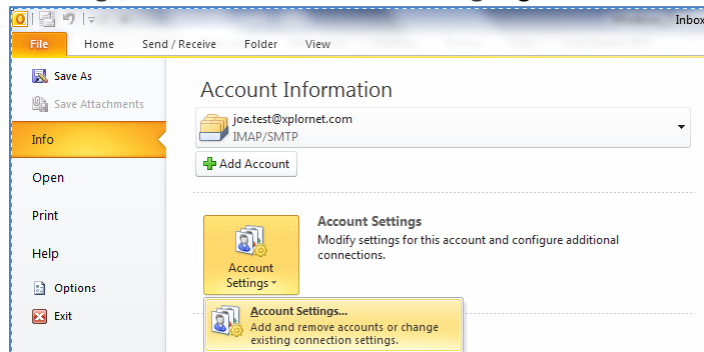 Inbox
File Home Send / Receive Folder View
Save As
Save Attachments
Info
Open
Print
Help
Options
Exit
Account Information
joe.test@xplornet.com
IMAP/SMTP
Add Account
Account Settings
Account Settings
Modify settings for this account and configure additional
connections.
Account Settings...
Add and remove accounts or change
existing connection settings.